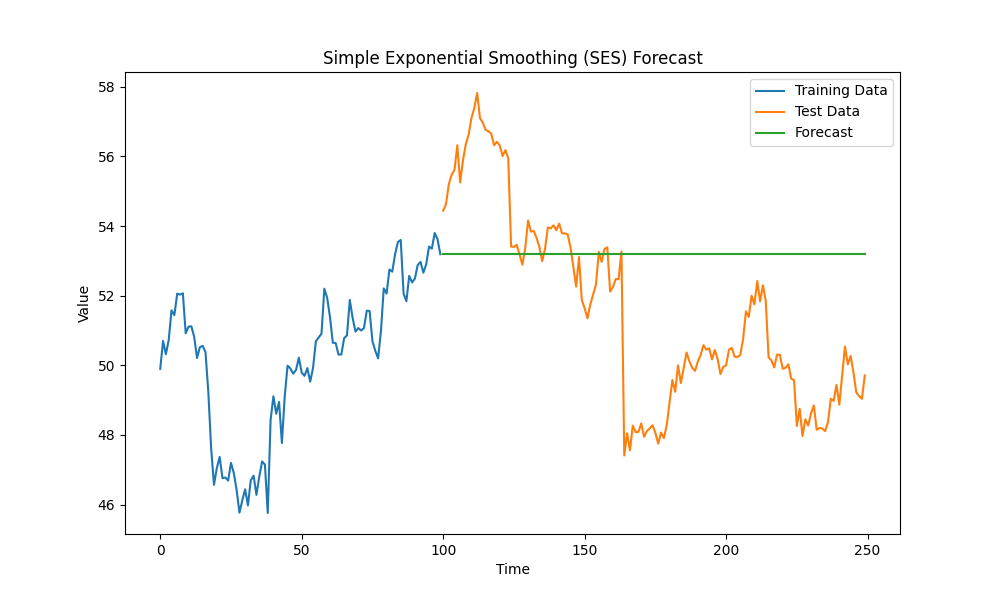 Simple Exponential Smoothing (SES) Forecast
Training Data
Test Data
Forecast
Value
58
56
54
52
50
48
46
0
50
100
150
200
250
Time